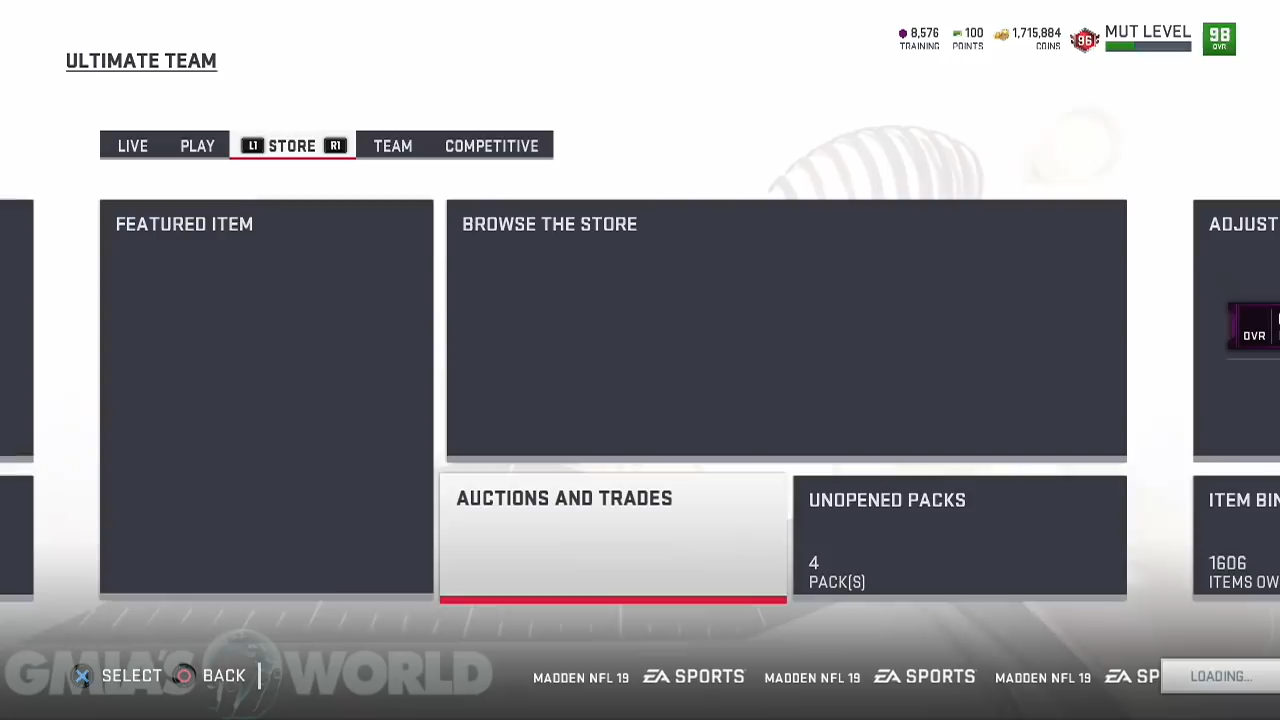 8,576
TRAINING
100
POINTS
1,715,884
COINS
96
MUT LEVEL
98
OVR
ULTIMATE TEAM
LIVE
PLAY
L1 STORE R1
TEAM
COMPETITIVE
FEATURED ITEM
BROWSE THE STORE
ADJUST
OVR
AUCTIONS AND TRADES
UNOPENED PACKS
4
PACK(S)
ITEM BIN
1606
ITEMS OW
GMIA'S WORLD
SELECT
BACK
MADDEN NFL 19 EA SPORTS MADDEN NFL 19 EA SPORTS MADDEN NFL 19 EA SP
LOADING...